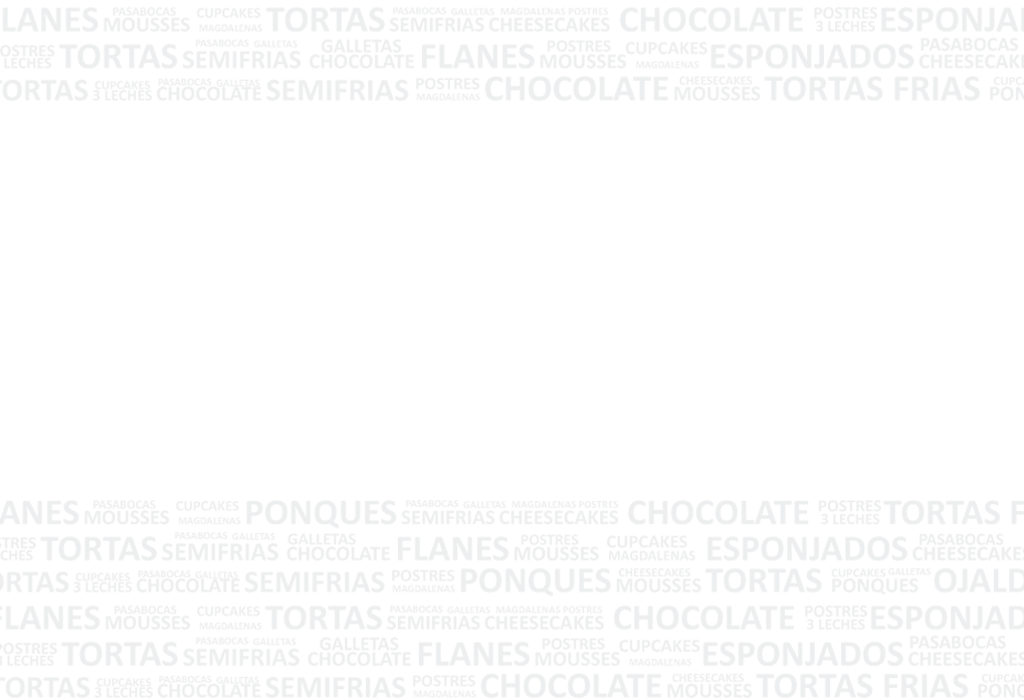 LANES PASABOCAS MOUSSES CUPCAKES MAGDALENAS TORTAS PASABOCAS GALLETAS SEMIFRIAS MAGDALENAS POSTRES CHEESECAKES CHOCOLATE POSTRES 3 LECHES ESPONJA
OSTRES LECHES TORTAS PASABOCAS GALLETAS SEMIFRIAS GALLETAS CHOCOLATE FLANES POSTRES MOUSSES CUPCAKES MAGDALENAS ESPONJADOS PASABOCAS CHEESECAK
TORTAS CUPCAKES 3 LECHES PASABOCAS GALLETAS CHOCOLATE SEMIFRIAS POSTRES MAGDALENAS CHOCOLATE CHEESECAKES MOUSSES TORTAS FRIAS CUPC PON
ANES PASABOCAS MOUSSES CUPCAKES MAGDALENAS PONQUES PASABOCAS GALLETAS SEMIFRIAS MAGDALENAS POSTRES CHEESECAKES CHOCOLATE POSTRES 3 LECHES TORTAS F
STRES CHES TORTAS PASABOCAS GALLETAS SEMIFRIAS GALLETAS CHOCOLATE FLANES POSTRES MOUSSES CUPCAKES MAGDALENAS ESPONJADOS PASABOCAS CHEESECAKES
ORTAS CUPCAKES 3 LECHES PASABOCAS GALLETAS CHOCOLATE SEMIFRIAS POSTRES MAGDALENAS PONQUES CHEESECAKES MOUSSES TORTAS CUPCAKES GALLETAS PONQUES OJALD
FLANES PASABOCAS MOUSSES CUPCAKES MAGDALENAS TORTAS PASABOCAS GALLETAS SEMIFRIAS MAGDALENAS POSTRES CHEESECAKES CHOCOLATE POSTRES 3 LECHES ESPONJAD
OSTRES LECHES TORTAS PASABOCAS GALLETAS SEMIFRIAS GALLETAS CHOCOLATE FLANES POSTRES MOUSSES CUPCAKES MAGDALENAS ESPONJADOS PASABOCAS CHEESECAKES
TORTAS CUPCAKES 3 LECHES PASABOCAS GALLETAS CHOCOLATE SEMIFRIAS POSTRES MAGDALENAS CHOCOLATE CHEESECAKES MOUSSES TORTAS FRIAS CUPCAK PONQU